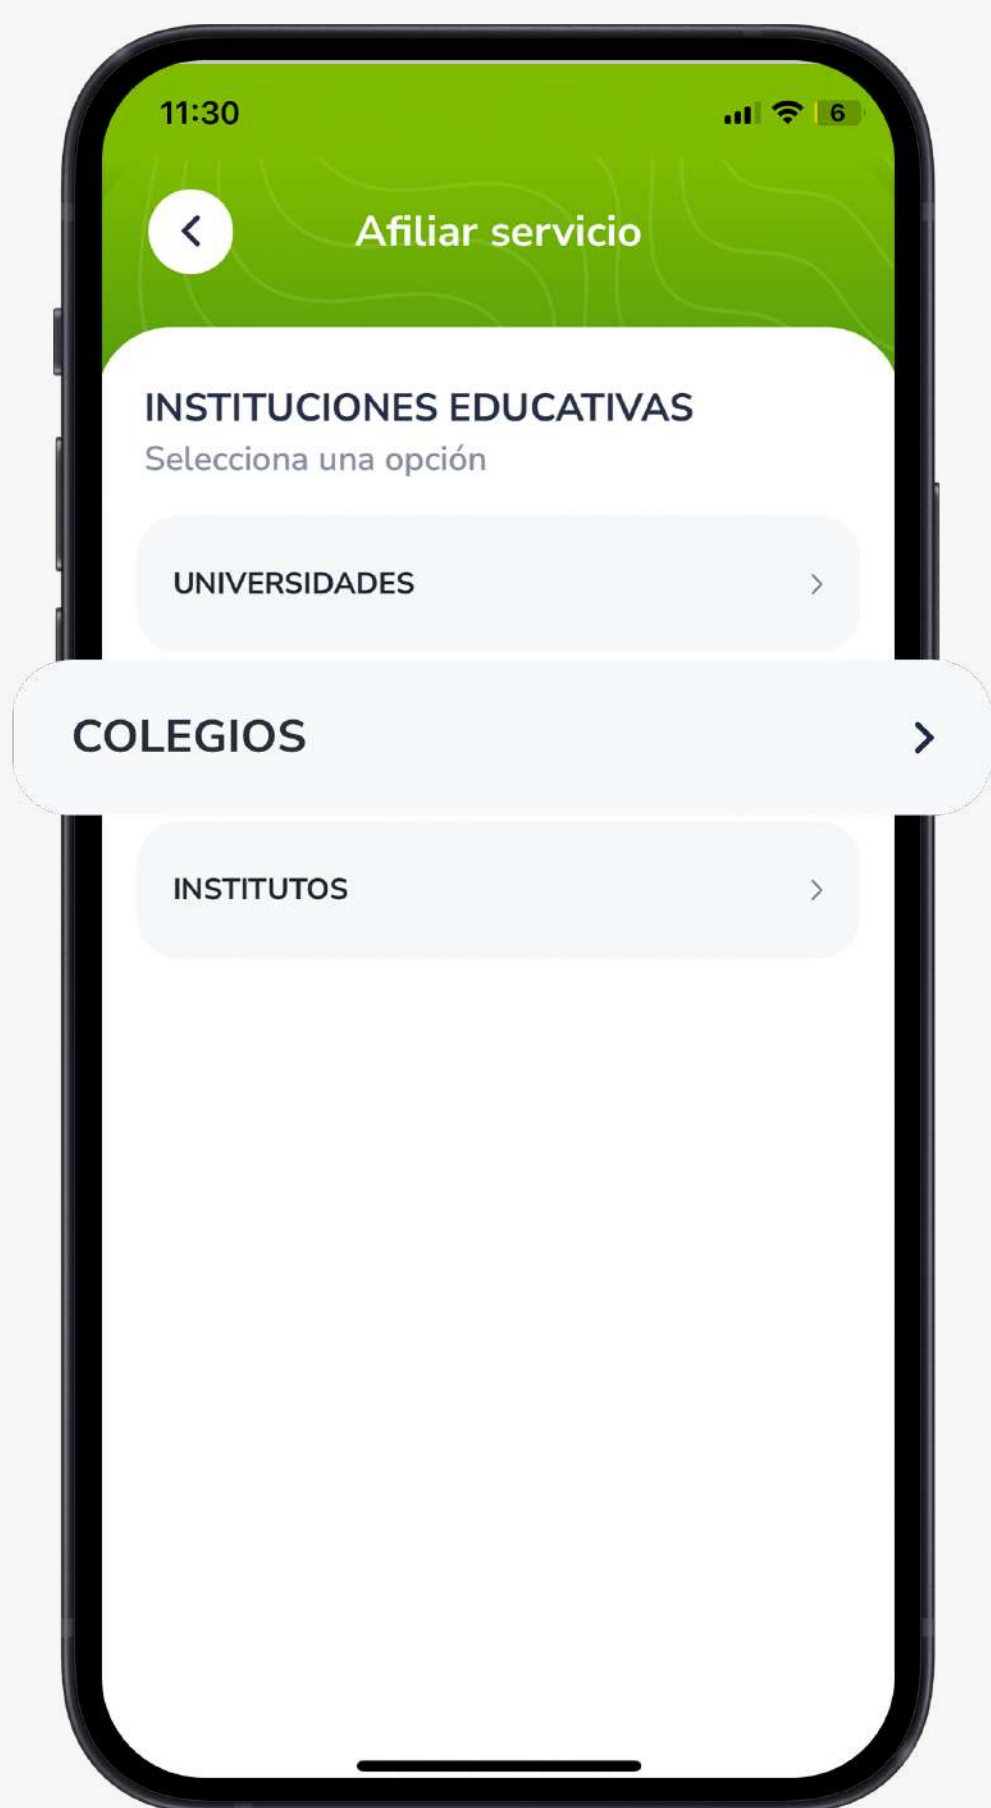 11:30
6
Afiliar servicio
INSTITUCIONES EDUCATIVAS
Selecciona una opción
UNIVERSIDADES
COLEGIOS
INSTITUTOS